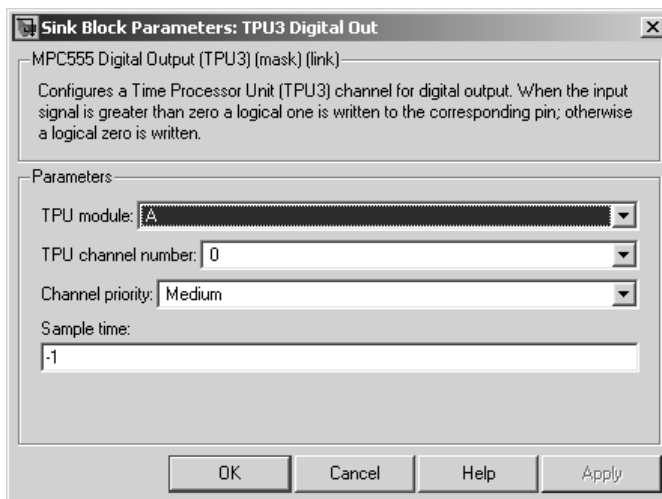 Sink Block Parameters: TPU3 Digital Out
MPC555 Digital Output (TPU3) (mask) (link)
Configures a Time Processor Unit (TPU3) channel for digital output. When the input
signal is greater than zero a logical one is written to the corresponding pin; otherwise
a logical zero is written.
Parameters
TPU module: A
TPU channel number: 0
Channel priority: Medium
Sample time:
-1
OK Cancel Help Apply